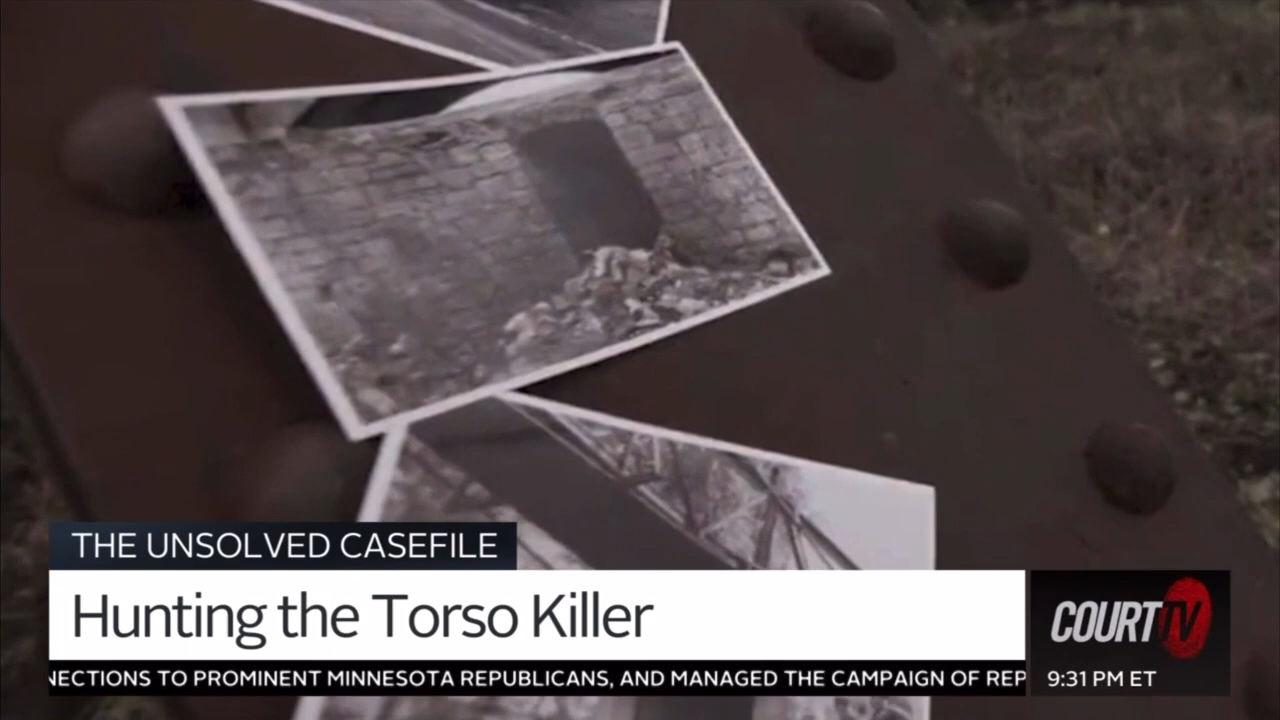 THE UNSOLVED CASEFILE
Hunting the Torso Killer
COURT TV
NECTIONS TO PROMINENT MINNESOTA REPUBLICANS, AND MANAGED THE CAMPAIGN OF REP
9:31 PM ET